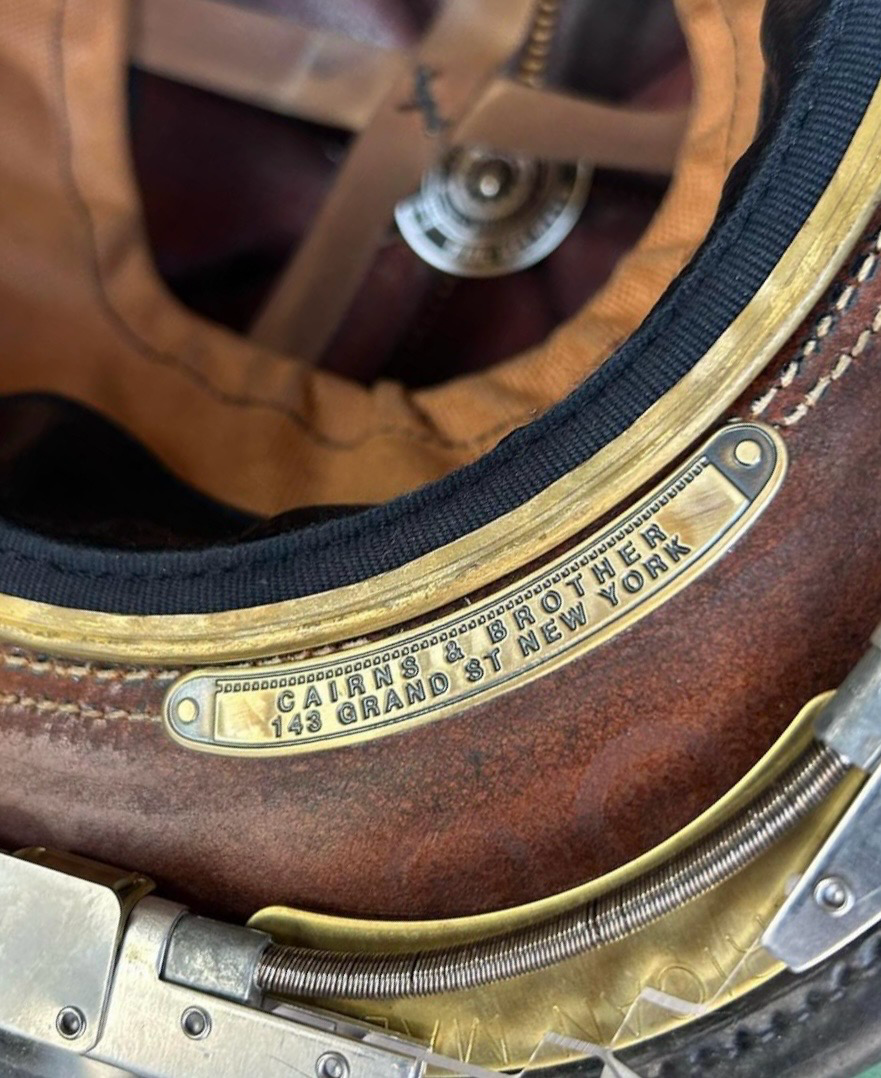 CAIRNS & BROTHER
143 GRAND ST NEW YORK